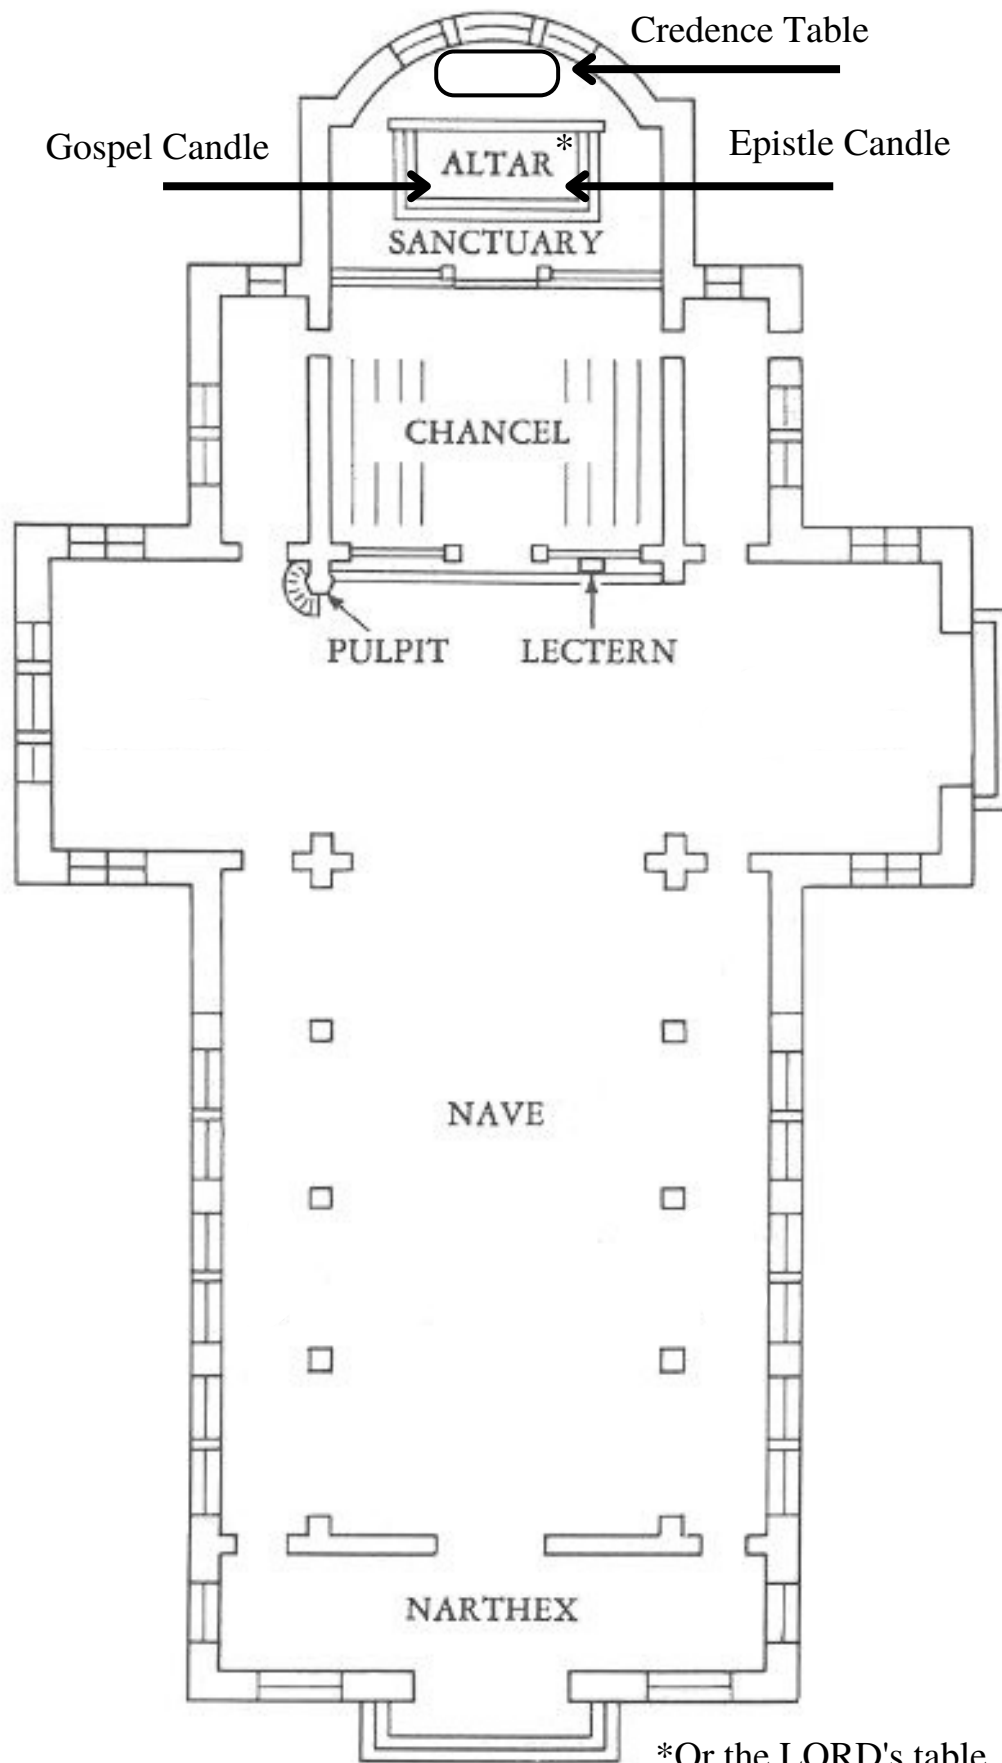 Credence Table
Gospel Candle
Epistle Candle
ALTAR*
SANCTUARY
CHANCEL
PULPIT
LECTERN
NAVE
NARTHEX
*Or the LORD's table